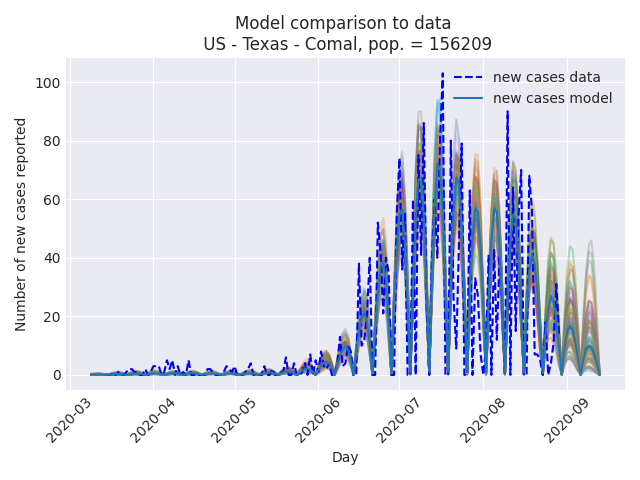 Model comparison to data
US - Texas - Comal, pop. = 156209
new cases data
new cases model
Number of new cases reported
100
80
60
40
20
0
2020-03
2020-04
2020-05
2020-06
2020-07
2020-08
2020-09
Day